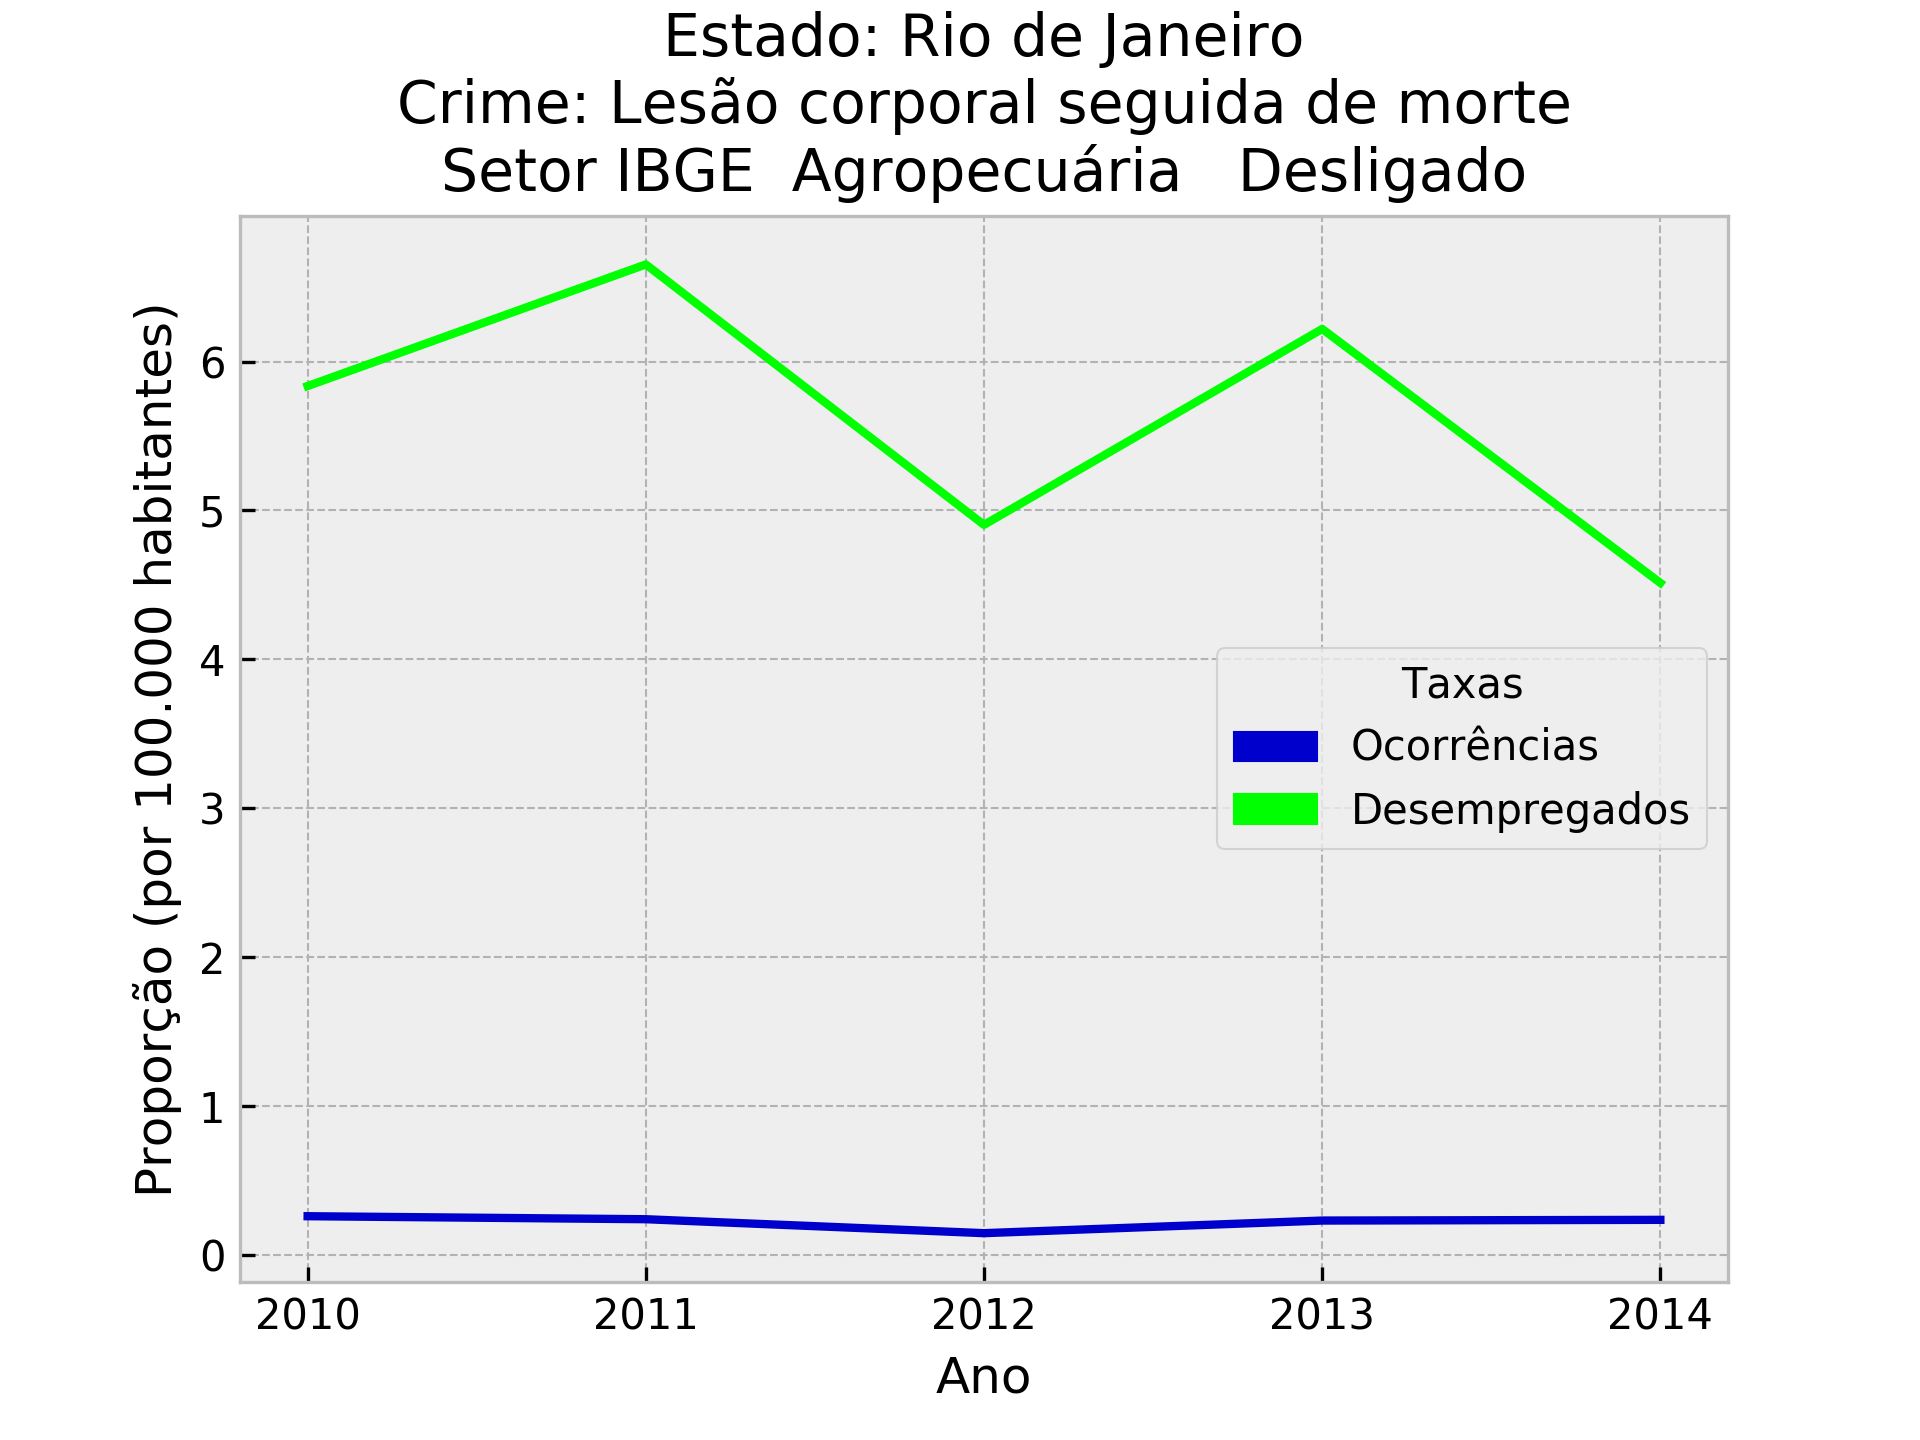 Estado: Rio de Janeiro
Crime: Lesão corporal seguida de morte
Setor IBGE  Agropecuária   Desligado
Proporção (por 100.000 habitantes)
6
5
4
3
2
1
0
Taxas
Ocorrências
Desempregados
2010 2011 2012 2013 2014
Ano